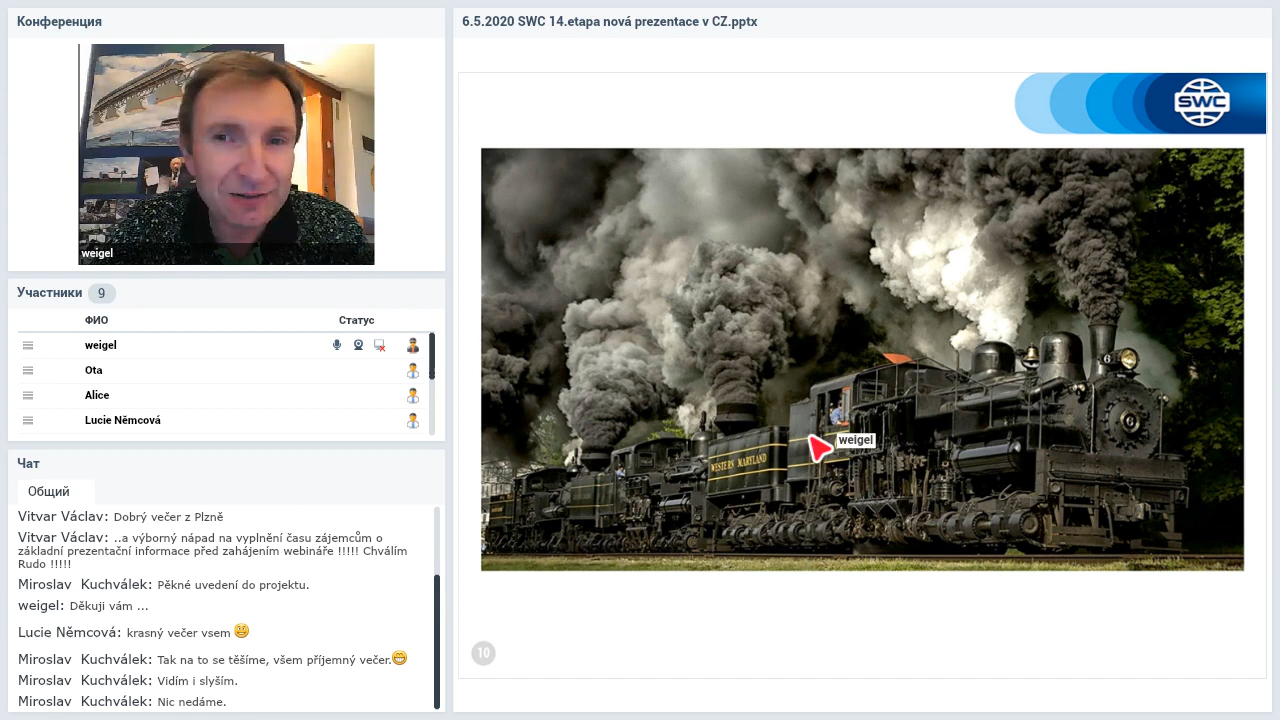 Конференция
weigel
Участники 9
ФИО Статус
weigel
Ota
Alice
Lucie Němcová
Чат
Общий
Vitvar Václav: Dobrý večer z Plzně
Vitvar Václav: ..a výborný nápad na vyplnění času zájemcům o
základní prezentační informace před zahájením webináře !!!!! Chválím
Rudo !!!!!
Miroslav Kuchválek: Pěkné uvedení do projektu.
weigel: Děkuji vám ...
Lucie Němcová: krasný večer vsem
Miroslav Kuchválek: Tak na to se těšíme, všem příjemný večer.
Miroslav Kuchválek: Vidím i slyším.
Miroslav Kuchválek: Nic nedáme.
6.5.2020 SWC 14.etapa nová prezentace v CZ.pptx
SWC
6
WESTERN MARYLAND
weigel
10